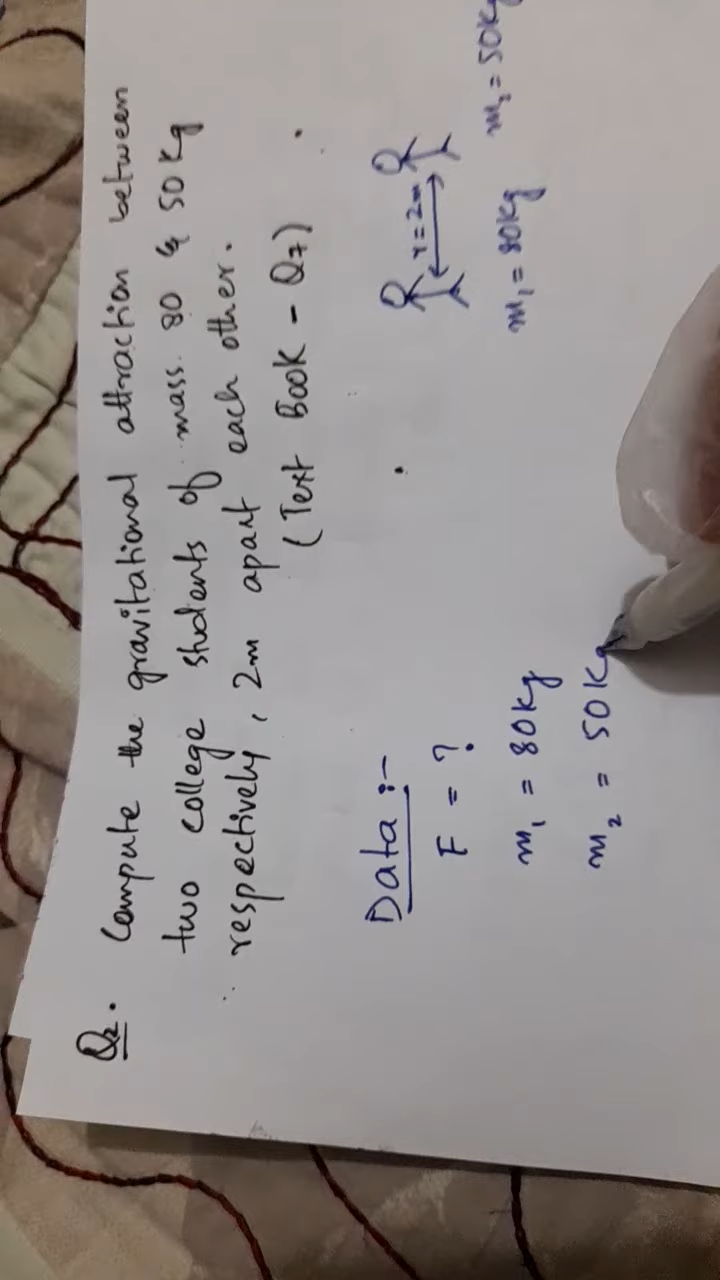 Q2. Compute the gravitational attraction between
two college students of mass 80 & 50 Kg
respectively, 2m apart each other.
(Text Book - Q7)
Data :-
F = ?
m₁ = 80kg
m₂ = 50Kg
r = 2m
m₁ = 80kg m₂ = 50Kg